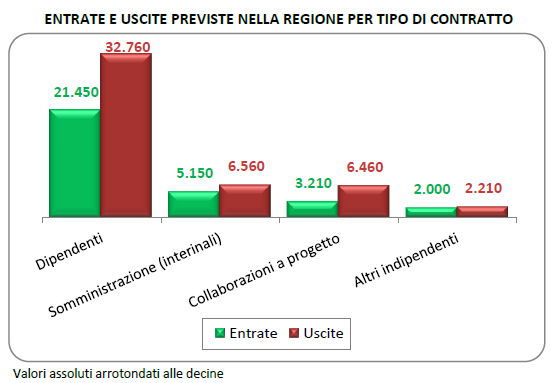 ENTRATE E USCITE PREVISTE NELLA REGIONE PER TIPO DI CONTRATTO
32.760
21.450
5.150
6.560
3.210
6.460
2.000
2.210
Dipendenti
Somministrazione (interinali)
Collaborazioni a progetto
Altri indipendenti
Entrate
Uscite
Valori assoluti arrotondati alle decine